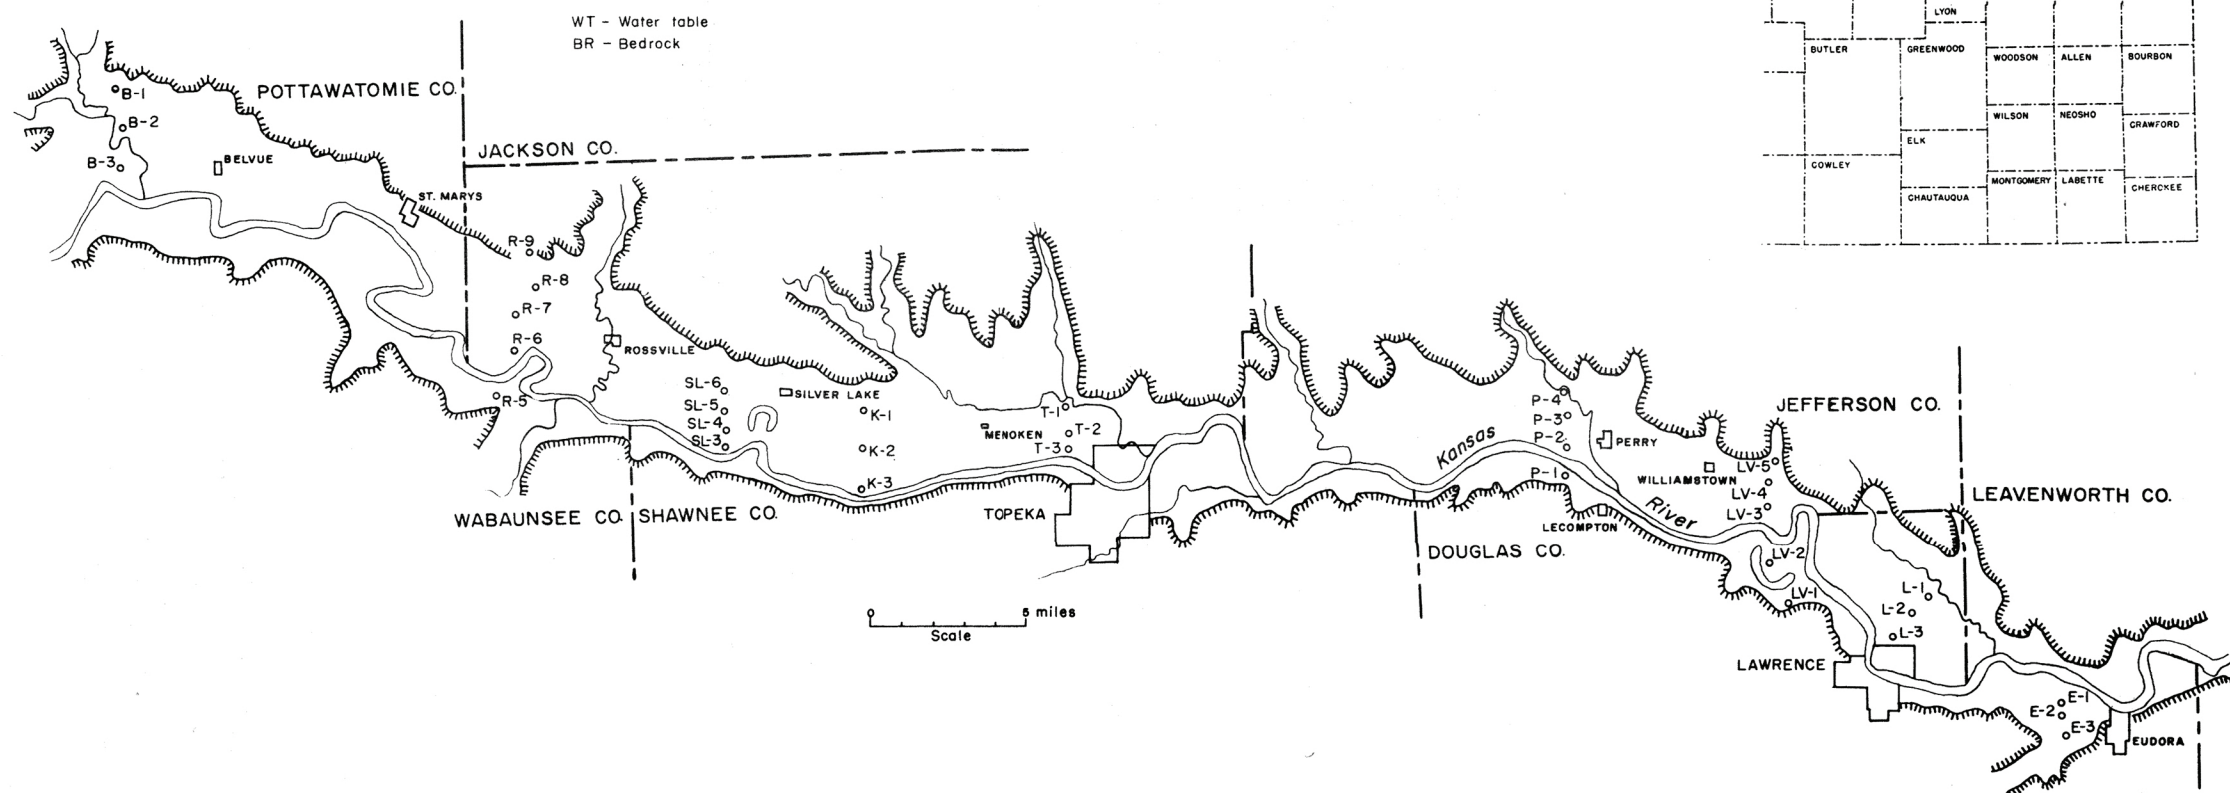 WT – Water table
BR – Bedrock
LYON
BUTLER
GREENWOOD
WOODSON
ALLEN
BOURBON
WILSON
NEOSHO
CRAWFORD
ELK
COWLEY
MONTGOMERY
LABETTE
CHEROKEE
CHAUTAUQUA
POTTAWATOMIE CO.
B-1
B-2
B-3
BELVUE
JACKSON CO.
ST. MARYS
R-9
R-8
R-7
R-6
R-5
ROSSVILLE
SL-6
SL-5
SL-4
SL-3
SILVER LAKE
K-1
K-2
K-3
T-1
T-2
T-3
MENOKEN
WABAUNSEE CO.
SHAWNEE CO.
TOPEKA
Kansas
River
P-4
P-3
P-2
P-1
PERRY
JEFFERSON CO.
WILLIAMSTOWN
LECOMPTON
LV-5
LV-4
LV-3
LV-2
LV-1
LEAVENWORTH CO.
DOUGLAS CO.
L-1
L-2
L-3
LAWRENCE
E-1
E-2
E-3
EUDORA
0
5 miles
Scale